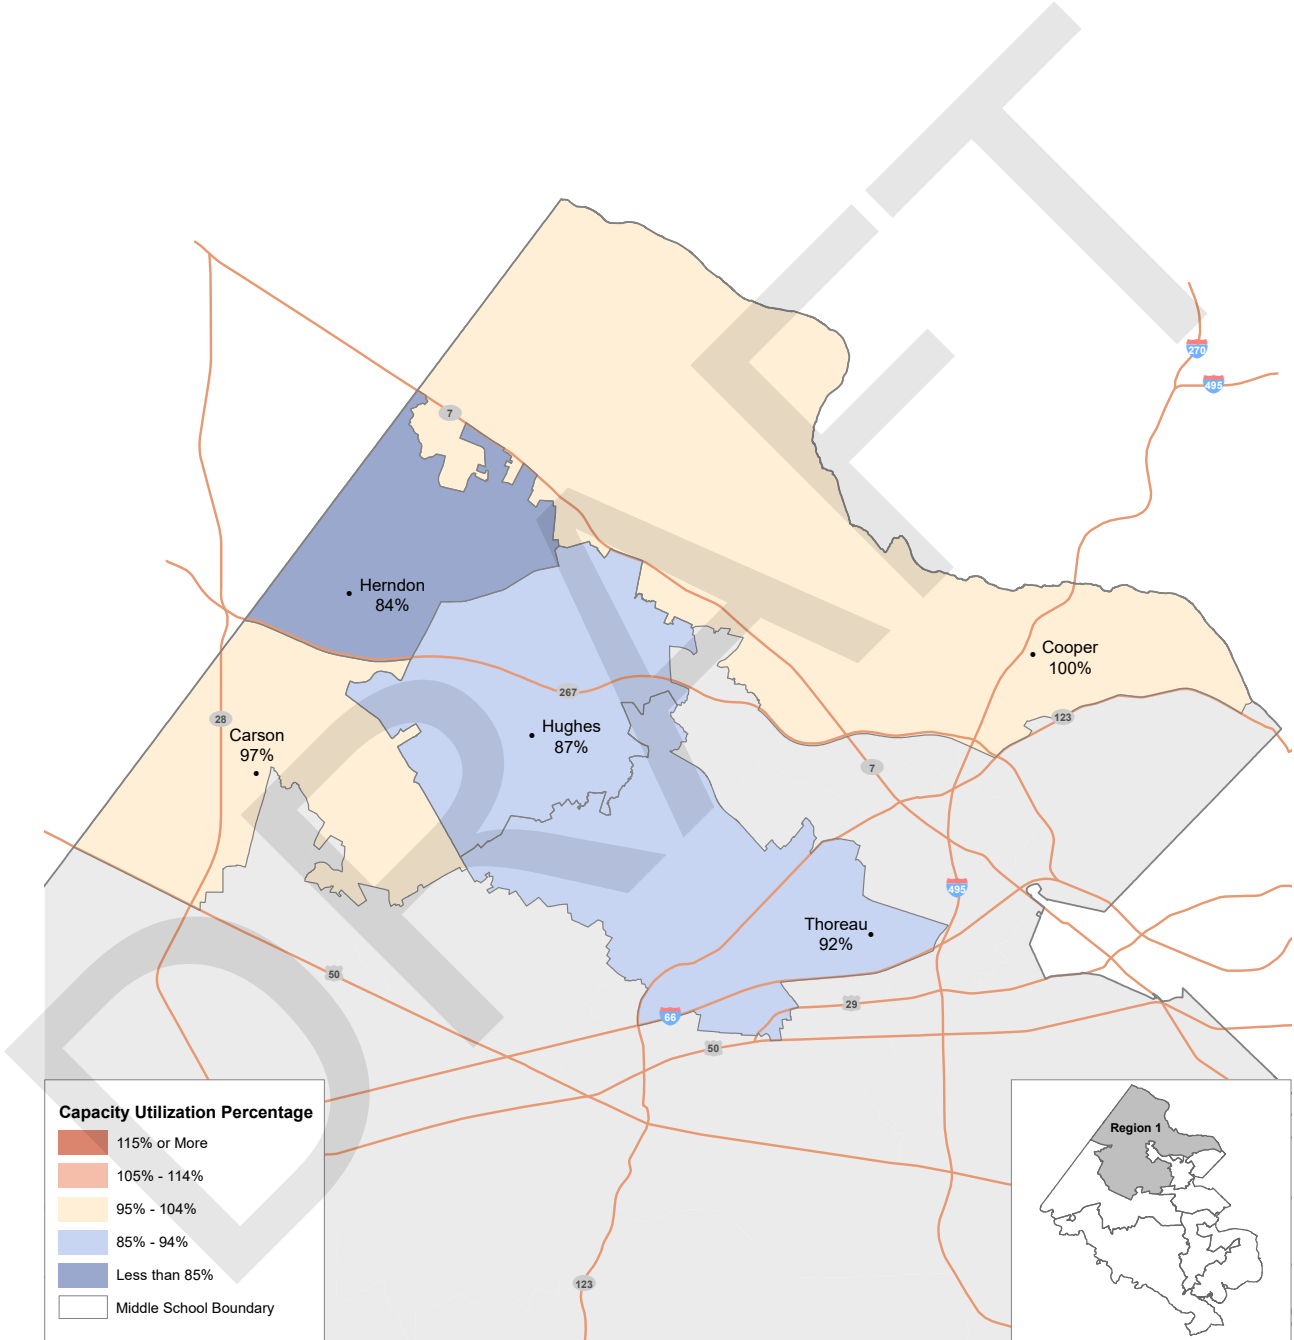 DRAFT
270
495
7
Herndon
84%
Cooper
100%
267
28
123
Carson
97%
Hughes
87%
7
495
Thoreau
92%
50
29
66
50
Capacity Utilization Percentage
115% or More
105% - 114%
95% - 104%
85% - 94%
Less than 85%
Middle School Boundary
Region 1
123